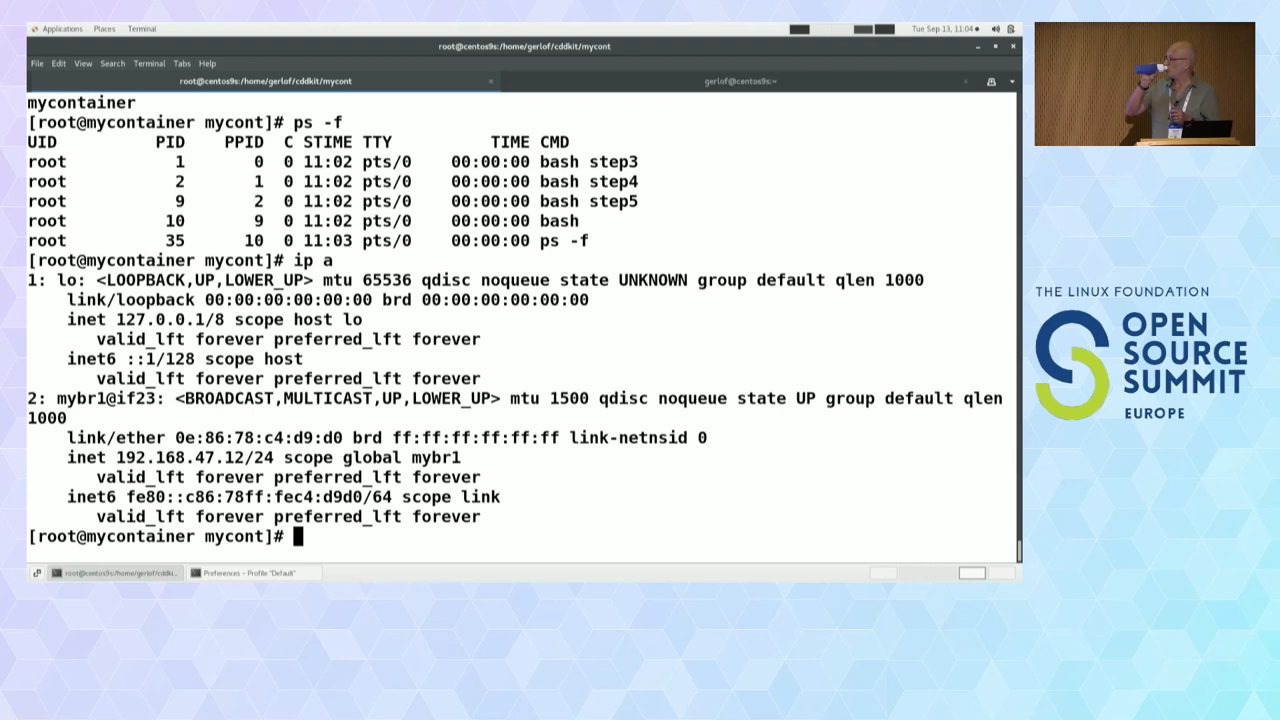 Applications Places Terminal
Tue Sep 13, 11:04
root@centos9s:/home/gerlof/cddkit/mycont
File Edit View Search Terminal Tabs Help
root@centos9s:/home/gerlof/cddkit/mycont
gerlof@centos9s:~
mycontainer
[root@mycontainer mycont]# ps -f
UID PID PPID C STIME TTY TIME CMD
root 1 0 0 11:02 pts/0 00:00:00 bash step3
root 2 1 0 11:02 pts/0 00:00:00 bash step4
root 9 2 0 11:02 pts/0 00:00:00 bash step5
root 10 9 0 11:02 pts/0 00:00:00 bash
root 35 10 0 11:03 pts/0 00:00:00 ps -f
[root@mycontainer mycont]# ip a
1: lo: <LOOPBACK,UP,LOWER_UP> mtu 65536 qdisc noqueue state UNKNOWN group default qlen 1000
link/loopback 00:00:00:00:00:00 brd 00:00:00:00:00:00
inet 127.0.0.1/8 scope host lo
valid_lft forever preferred_lft forever
inet6 ::1/128 scope host
valid_lft forever preferred_lft forever
2: mybr1@if23: <BROADCAST,MULTICAST,UP,LOWER_UP> mtu 1500 qdisc noqueue state UP group default qlen
1000
link/ether 0e:86:78:c4:d9:d0 brd ff:ff:ff:ff:ff:ff link-netnsid 0
inet 192.168.47.12/24 scope global mybr1
valid_lft forever preferred_lft forever
inet6 fe80::c86:78ff:fec4:d9d0/64 scope link
valid_lft forever preferred_lft forever
[root@mycontainer mycont]#
root@centos9s:/home/gerlof/cddki...
Preferences – Profile "Default"
THE LINUX FOUNDATION
OPEN
SOURCE
SUMMIT
EUROPE